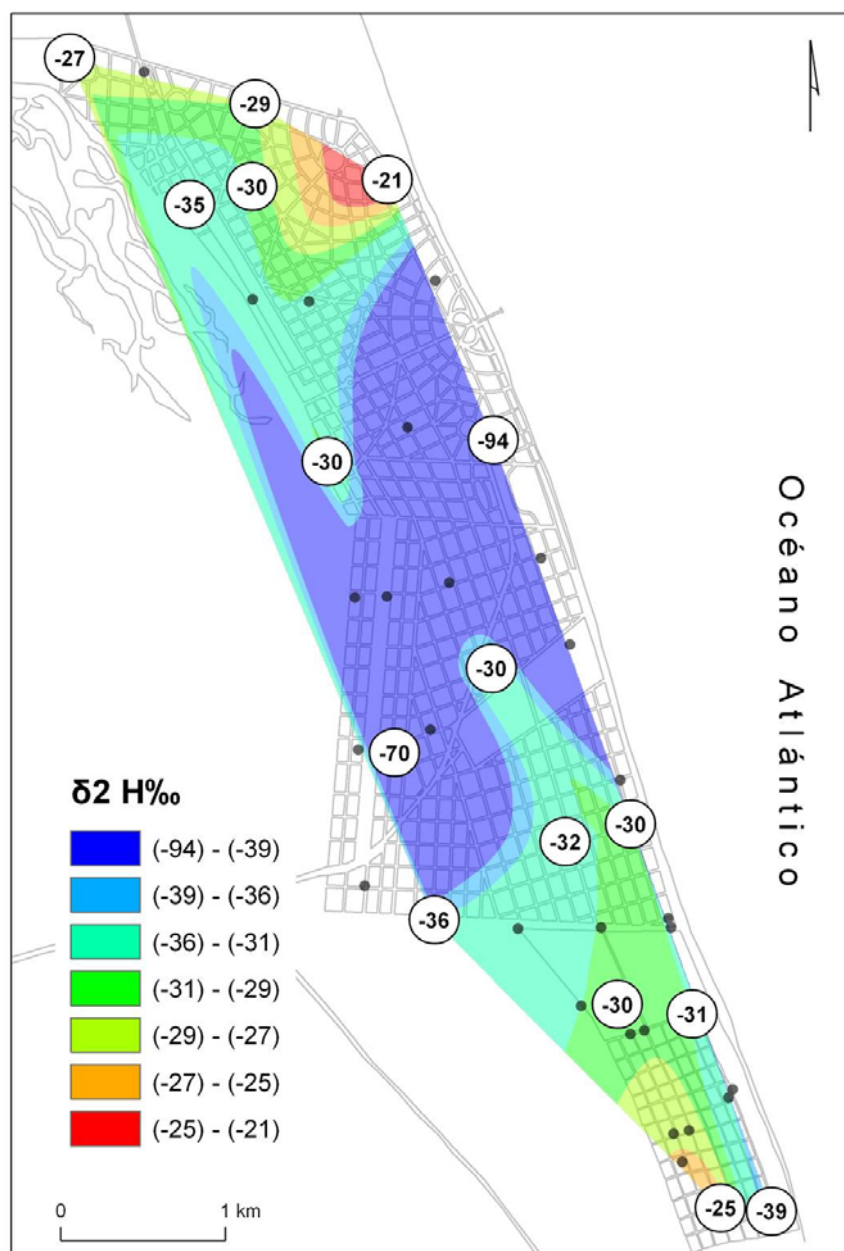 -27
-29
-21
-30
-35
-94
-30
-30
-70
-30
-32
-36
-30
-31
-25
-39
Océano Atlántico
δ2 H‰
(-94) - (-39)
(-39) - (-36)
(-36) - (-31)
(-31) - (-29)
(-29) - (-27)
(-27) - (-25)
(-25) - (-21)
0 1 km